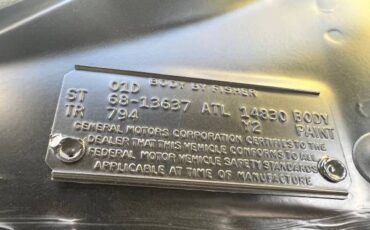 01D BODY BY FISHER
ST 68-13637 ATL 14830 BODY
TR 794 Y2 PAINT
GENERAL MOTORS CORPORATION CERTIFIES TO THE
DEALER THAT THIS VEHICLE CONFORMS TO ALL
FEDERAL MOTOR VEHICLE SAFETY STANDARDS
APPLICABLE AT TIME OF MANUFACTURE